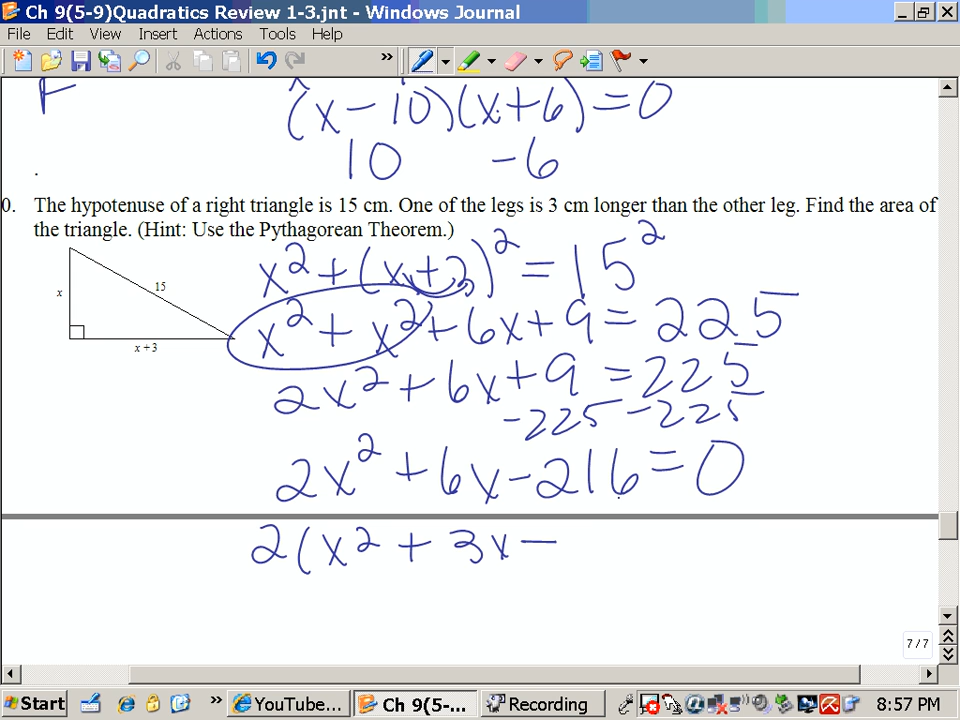 Ch 9(5-9)Quadratics Review 1-3.jnt - Windows Journal
File Edit View Insert Actions Tools Help
»
(x − 10)(x + 6) = 0
10 −6
0. The hypotenuse of a right triangle is 15 cm. One of the legs is 3 cm longer than the other leg. Find the area of
the triangle. (Hint: Use the Pythagorean Theorem.)
x
15
x + 3
x² + (x + 3)² = 15²
x² + x² + 6x + 9 = 225
2x² + 6x + 9 = 225
−225 −225
2x² + 6x − 216 = 0
2(x² + 3x −
7 / 7
Start » YouTube... Ch 9(5-... Recording 8:57 PM